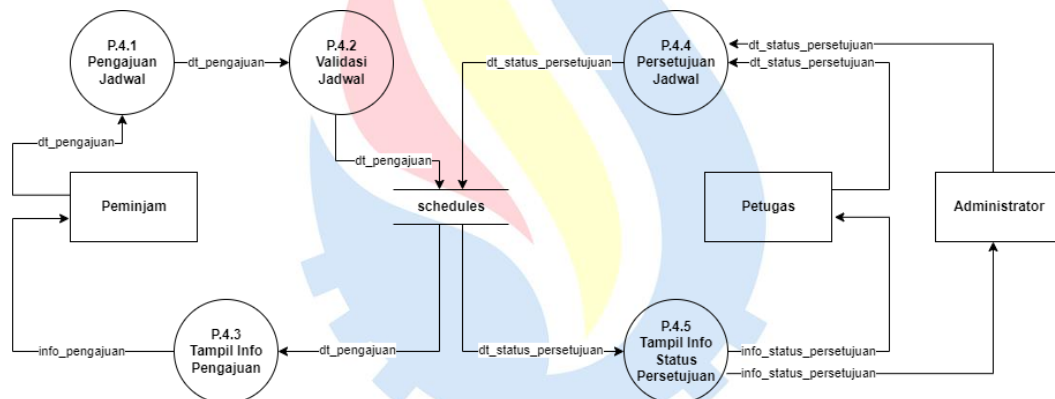 P.4.1
Pengajuan
Jadwal
dt_pengajuan
P.4.2
Validasi
Jadwal
dt_status_persetujuan
P.4.4
Persetujuan
Jadwal
dt_status_persetujuan
dt_status_persetujuan
dt_pengajuan
dt_pengajuan
Peminjam
schedules
Petugas
Administrator
info_pengajuan
P.4.3
Tampil Info
Pengajuan
dt_pengajuan
dt_status_persetujuan
P.4.5
Tampil Info
Status
Persetujuan
info_status_persetujuan
info_status_persetujuan